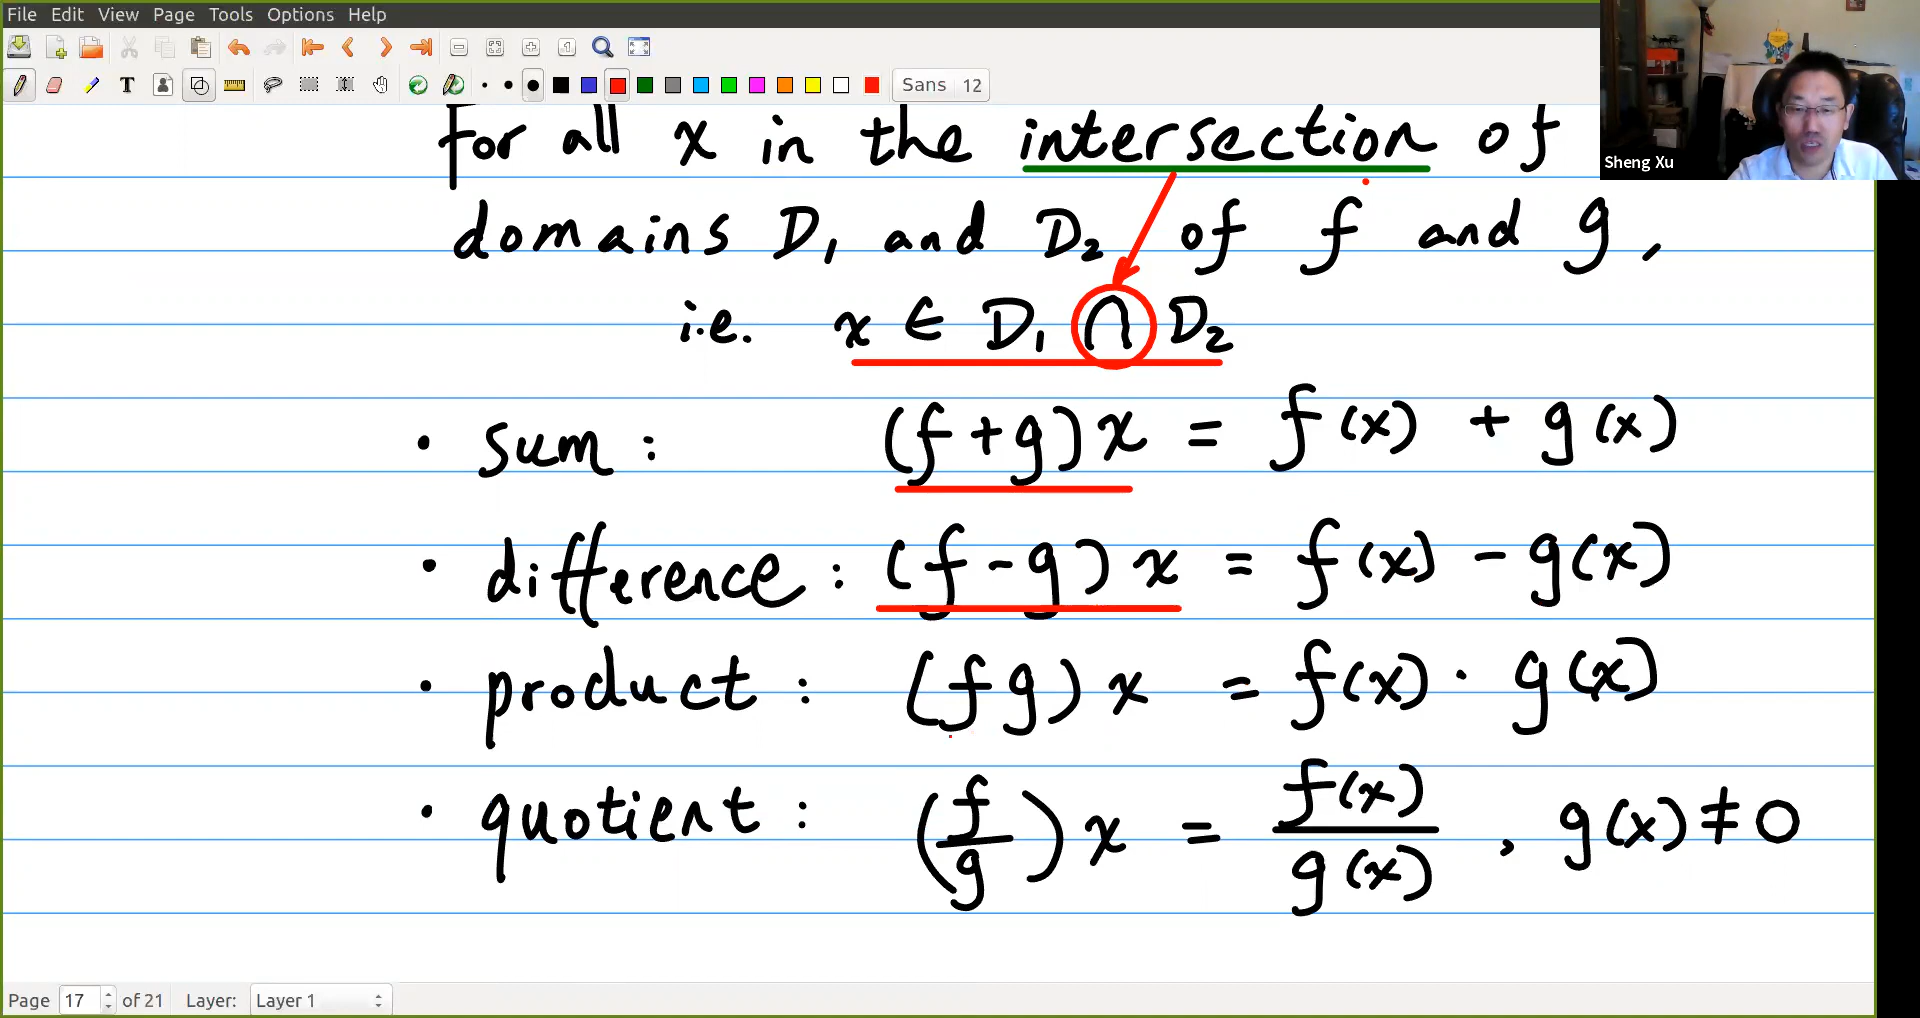 File Edit View Page Tools Options Help
Sans 12
Sheng Xu
for all x in the intersection of
domains D₁ and D₂ of f and g ,
i.e. x ∈ D₁ ∩ D₂
• sum : (f+g) x = f(x) + g(x)
• difference : (f-g) x = f(x) - g(x)
• product : (fg) x = f(x) · g(x)
• quotient : (f/g) x = f(x)/g(x) , g(x) ≠ 0
Page 17 of 21 Layer: Layer 1